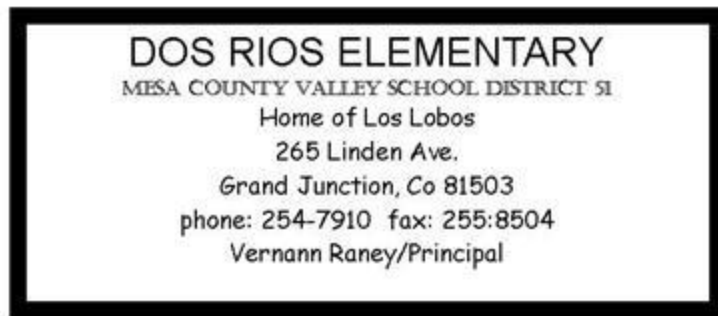 DOS RIOS ELEMENTARY
MESA COUNTY VALLEY SCHOOL DISTRICT 51
Home of Los Lobos
265 Linden Ave.
Grand Junction, Co 81503
phone: 254-7910 fax: 255:8504
Vernann Raney/Principal